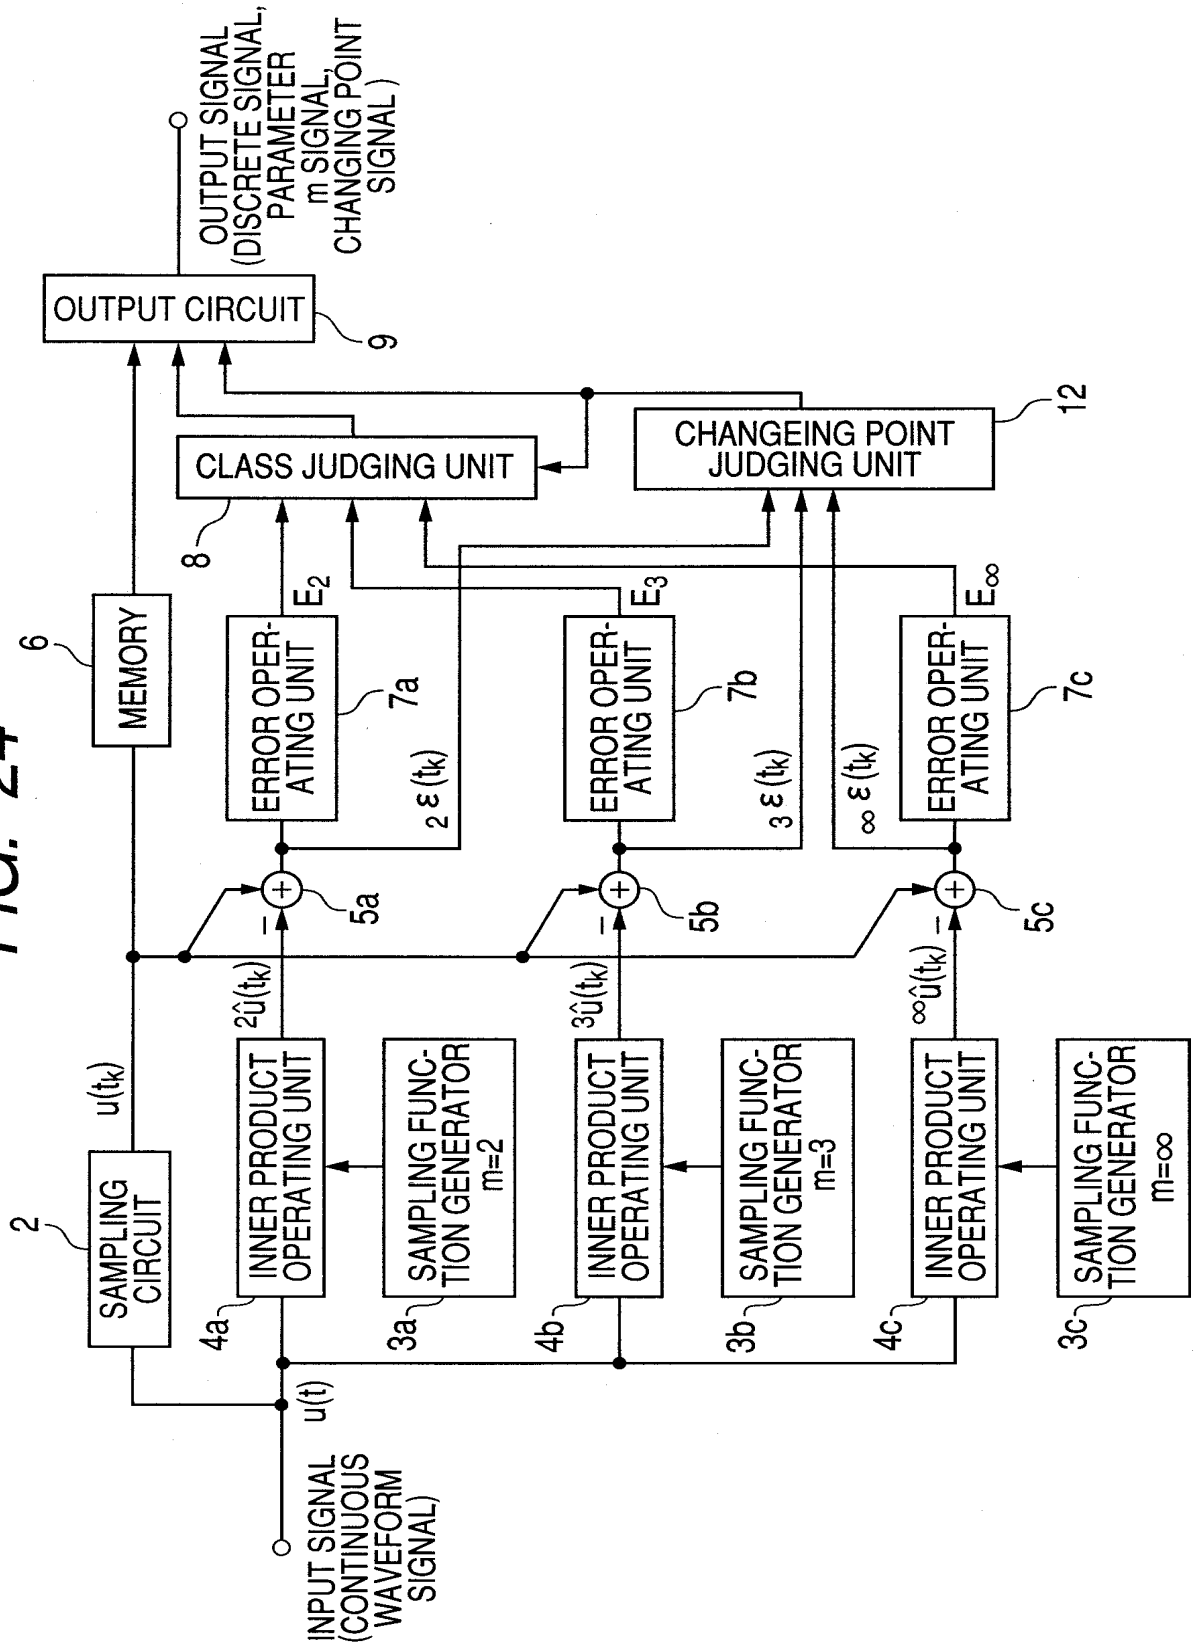 FIG. 24
INPUT SIGNAL
(CONTINUOUS
WAVEFORM
SIGNAL)
u(t)
2
SAMPLING
CIRCUIT
u(tk)
6
MEMORY
4a
INNER PRODUCT
OPERATING UNIT
2û(tk)
−
+
5a
ERROR OPER-
ATING UNIT
7a
E2
2 ε(tk)
3a
SAMPLING FUNC-
TION GENERATOR
m=2
4b
INNER PRODUCT
OPERATING UNIT
3û(tk)
−
+
5b
ERROR OPER-
ATING UNIT
7b
E3
3 ε(tk)
3b
SAMPLING FUNC-
TION GENERATOR
m=3
4c
INNER PRODUCT
OPERATING UNIT
∞û(tk)
−
+
5c
∞ ε(tk)
ERROR OPER-
ATING UNIT
7c
E∞
3c
SAMPLING FUNC-
TION GENERATOR
m=∞
8
CLASS JUDGING UNIT
CHANGEING POINT
JUDGING UNIT
12
OUTPUT CIRCUIT
9
OUTPUT SIGNAL
(DISCRETE SIGNAL,
PARAMETER
m SIGNAL,
CHANGING POINT
SIGNAL)